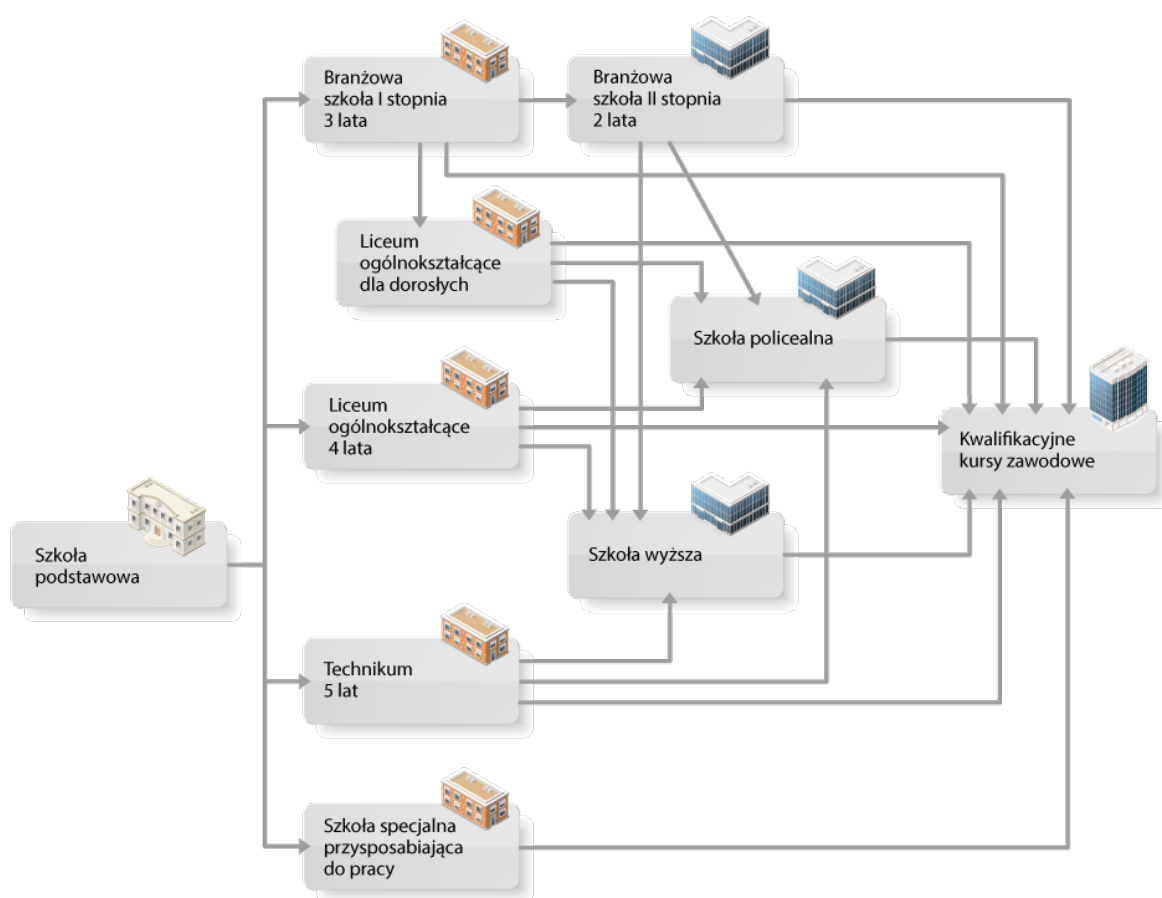 Branżowa
szkoła I stopnia
3 lata
Branżowa
szkoła II stopnia
2 lata
Liceum
ogólnokształcące
dla dorosłych
Szkoła policealna
Liceum
ogólnokształcące
4 lata
Kwalifikacyjne
kursy zawodowe
Szkoła
podstawowa
Szkoła wyższa
Technikum
5 lat
Szkoła specjalna
przysposabiająca
do pracy